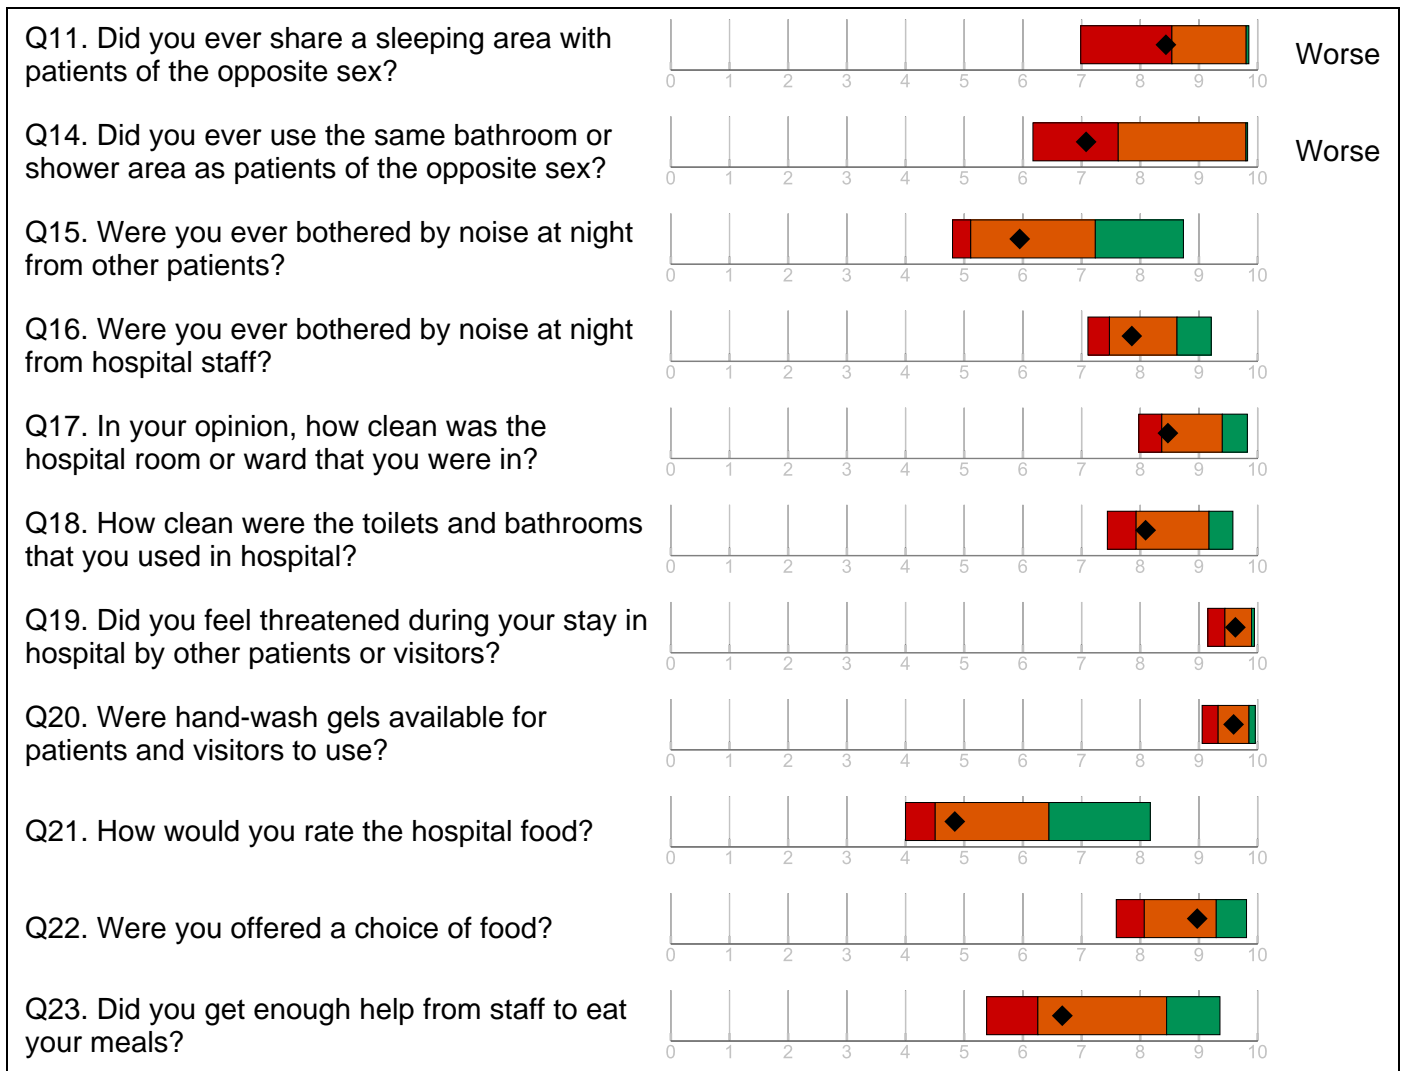 Q11. Did you ever share a sleeping area with
patients of the opposite sex?
Worse
0 1 2 3 4 5 6 7 8 9 10
Q14. Did you ever use the same bathroom or
shower area as patients of the opposite sex?
Worse
0 1 2 3 4 5 6 7 8 9 10
Q15. Were you ever bothered by noise at night
from other patients?
0 1 2 3 4 5 6 7 8 9 10
Q16. Were you ever bothered by noise at night
from hospital staff?
0 1 2 3 4 5 6 7 8 9 10
Q17. In your opinion, how clean was the
hospital room or ward that you were in?
0 1 2 3 4 5 6 7 8 9 10
Q18. How clean were the toilets and bathrooms
that you used in hospital?
0 1 2 3 4 5 6 7 8 9 10
Q19. Did you feel threatened during your stay in
hospital by other patients or visitors?
0 1 2 3 4 5 6 7 8 9 10
Q20. Were hand-wash gels available for
patients and visitors to use?
0 1 2 3 4 5 6 7 8 9 10
Q21. How would you rate the hospital food?
0 1 2 3 4 5 6 7 8 9 10
Q22. Were you offered a choice of food?
0 1 2 3 4 5 6 7 8 9 10
Q23. Did you get enough help from staff to eat
your meals?
0 1 2 3 4 5 6 7 8 9 10